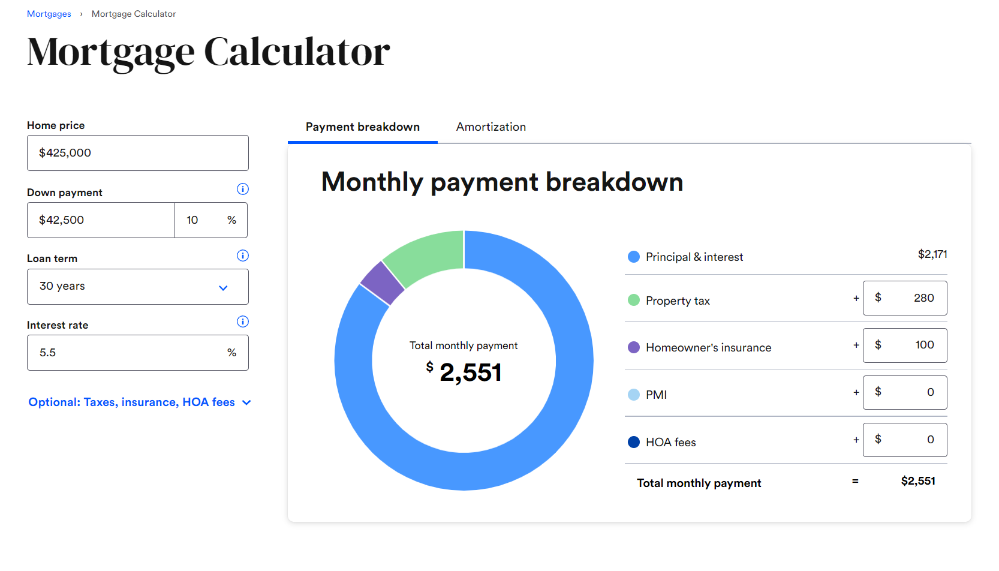 Mortgages › Mortgage Calculator
Mortgage Calculator
Home price
$425,000
Down payment
$42,500 10 %
Loan term
30 years
Interest rate
5.5 %
Optional: Taxes, insurance, HOA fees
Payment breakdown Amortization
Monthly payment breakdown
Total monthly payment
$ 2,551
Principal & interest $2,171
Property tax + $ 280
Homeowner's insurance + $ 100
PMI + $ 0
HOA fees + $ 0
Total monthly payment = $2,551